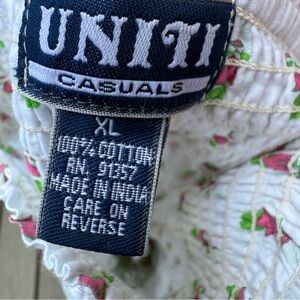 UNITI
CASUALS
XL
100% COTTON
RN. 91357
MADE IN INDIA
CARE ON
REVERSE